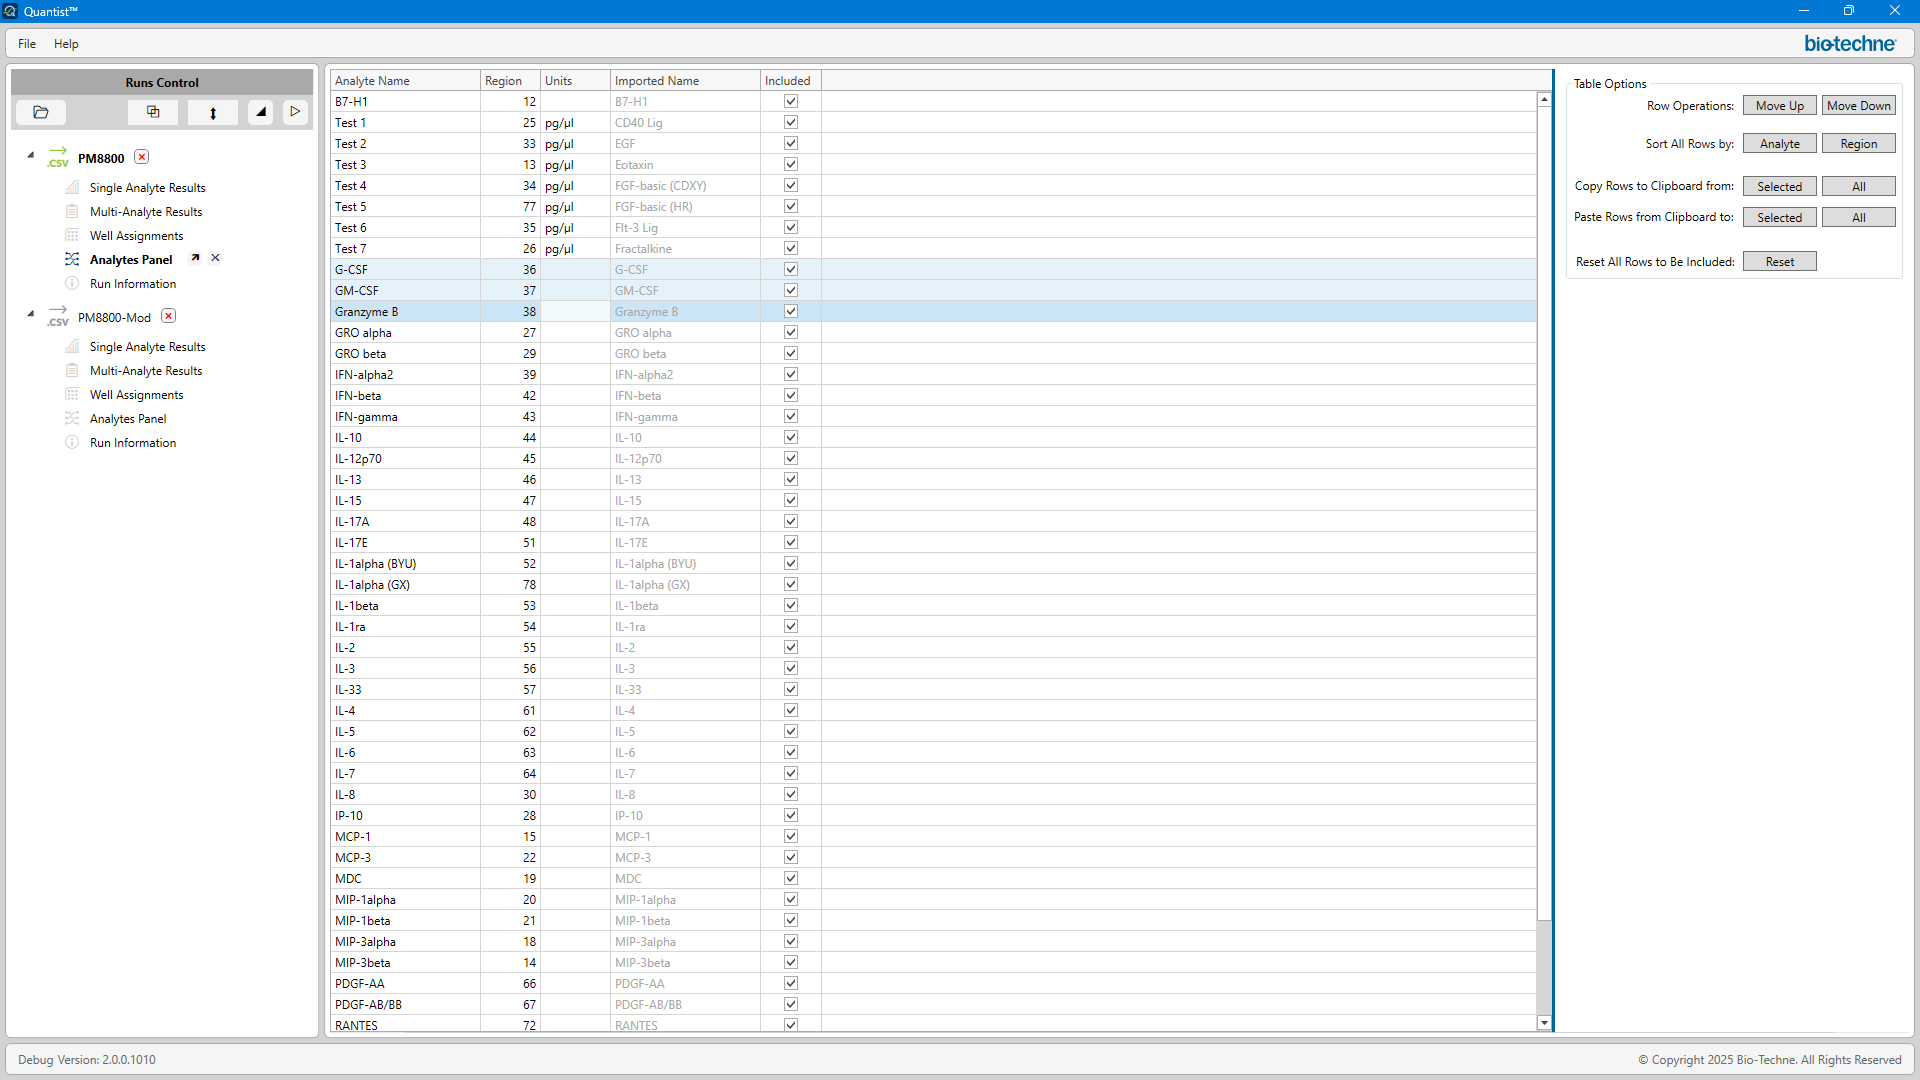 Quantist™
File Help
bio-techne
Runs Control
.CSV PM8800
Single Analyte Results
Multi-Analyte Results
Well Assignments
Analytes Panel
Run Information
.CSV PM8800-Mod
Single Analyte Results
Multi-Analyte Results
Well Assignments
Analytes Panel
Run Information
Analyte Name Region Units Imported Name Included
B7-H1 12 B7-H1
Test 1 25 pg/µl CD40 Lig
Test 2 33 pg/µl EGF
Test 3 13 pg/µl Eotaxin
Test 4 34 pg/µl FGF-basic (CDXY)
Test 5 77 pg/µl FGF-basic (HR)
Test 6 35 pg/µl Flt-3 Lig
Test 7 26 pg/µl Fractalkine
G-CSF 36 G-CSF
GM-CSF 37 GM-CSF
Granzyme B 38 Granzyme B
GRO alpha 27 GRO alpha
GRO beta 29 GRO beta
IFN-alpha2 39 IFN-alpha2
IFN-beta 42 IFN-beta
IFN-gamma 43 IFN-gamma
IL-10 44 IL-10
IL-12p70 45 IL-12p70
IL-13 46 IL-13
IL-15 47 IL-15
IL-17A 48 IL-17A
IL-17E 51 IL-17E
IL-1alpha (BYU) 52 IL-1alpha (BYU)
IL-1alpha (GX) 78 IL-1alpha (GX)
IL-1beta 53 IL-1beta
IL-1ra 54 IL-1ra
IL-2 55 IL-2
IL-3 56 IL-3
IL-33 57 IL-33
IL-4 61 IL-4
IL-5 62 IL-5
IL-6 63 IL-6
IL-7 64 IL-7
IL-8 30 IL-8
IP-10 28 IP-10
MCP-1 15 MCP-1
MCP-3 22 MCP-3
MDC 19 MDC
MIP-1alpha 20 MIP-1alpha
MIP-1beta 21 MIP-1beta
MIP-3alpha 18 MIP-3alpha
MIP-3beta 14 MIP-3beta
PDGF-AA 66 PDGF-AA
PDGF-AB/BB 67 PDGF-AB/BB
RANTES 72 RANTES
Table Options
Row Operations: Move Up Move Down
Sort All Rows by: Analyte Region
Copy Rows to Clipboard from: Selected All
Paste Rows from Clipboard to: Selected All
Reset All Rows to Be Included: Reset
Debug Version: 2.0.0.1010
© Copyright 2025 Bio-Techne. All Rights Reserved